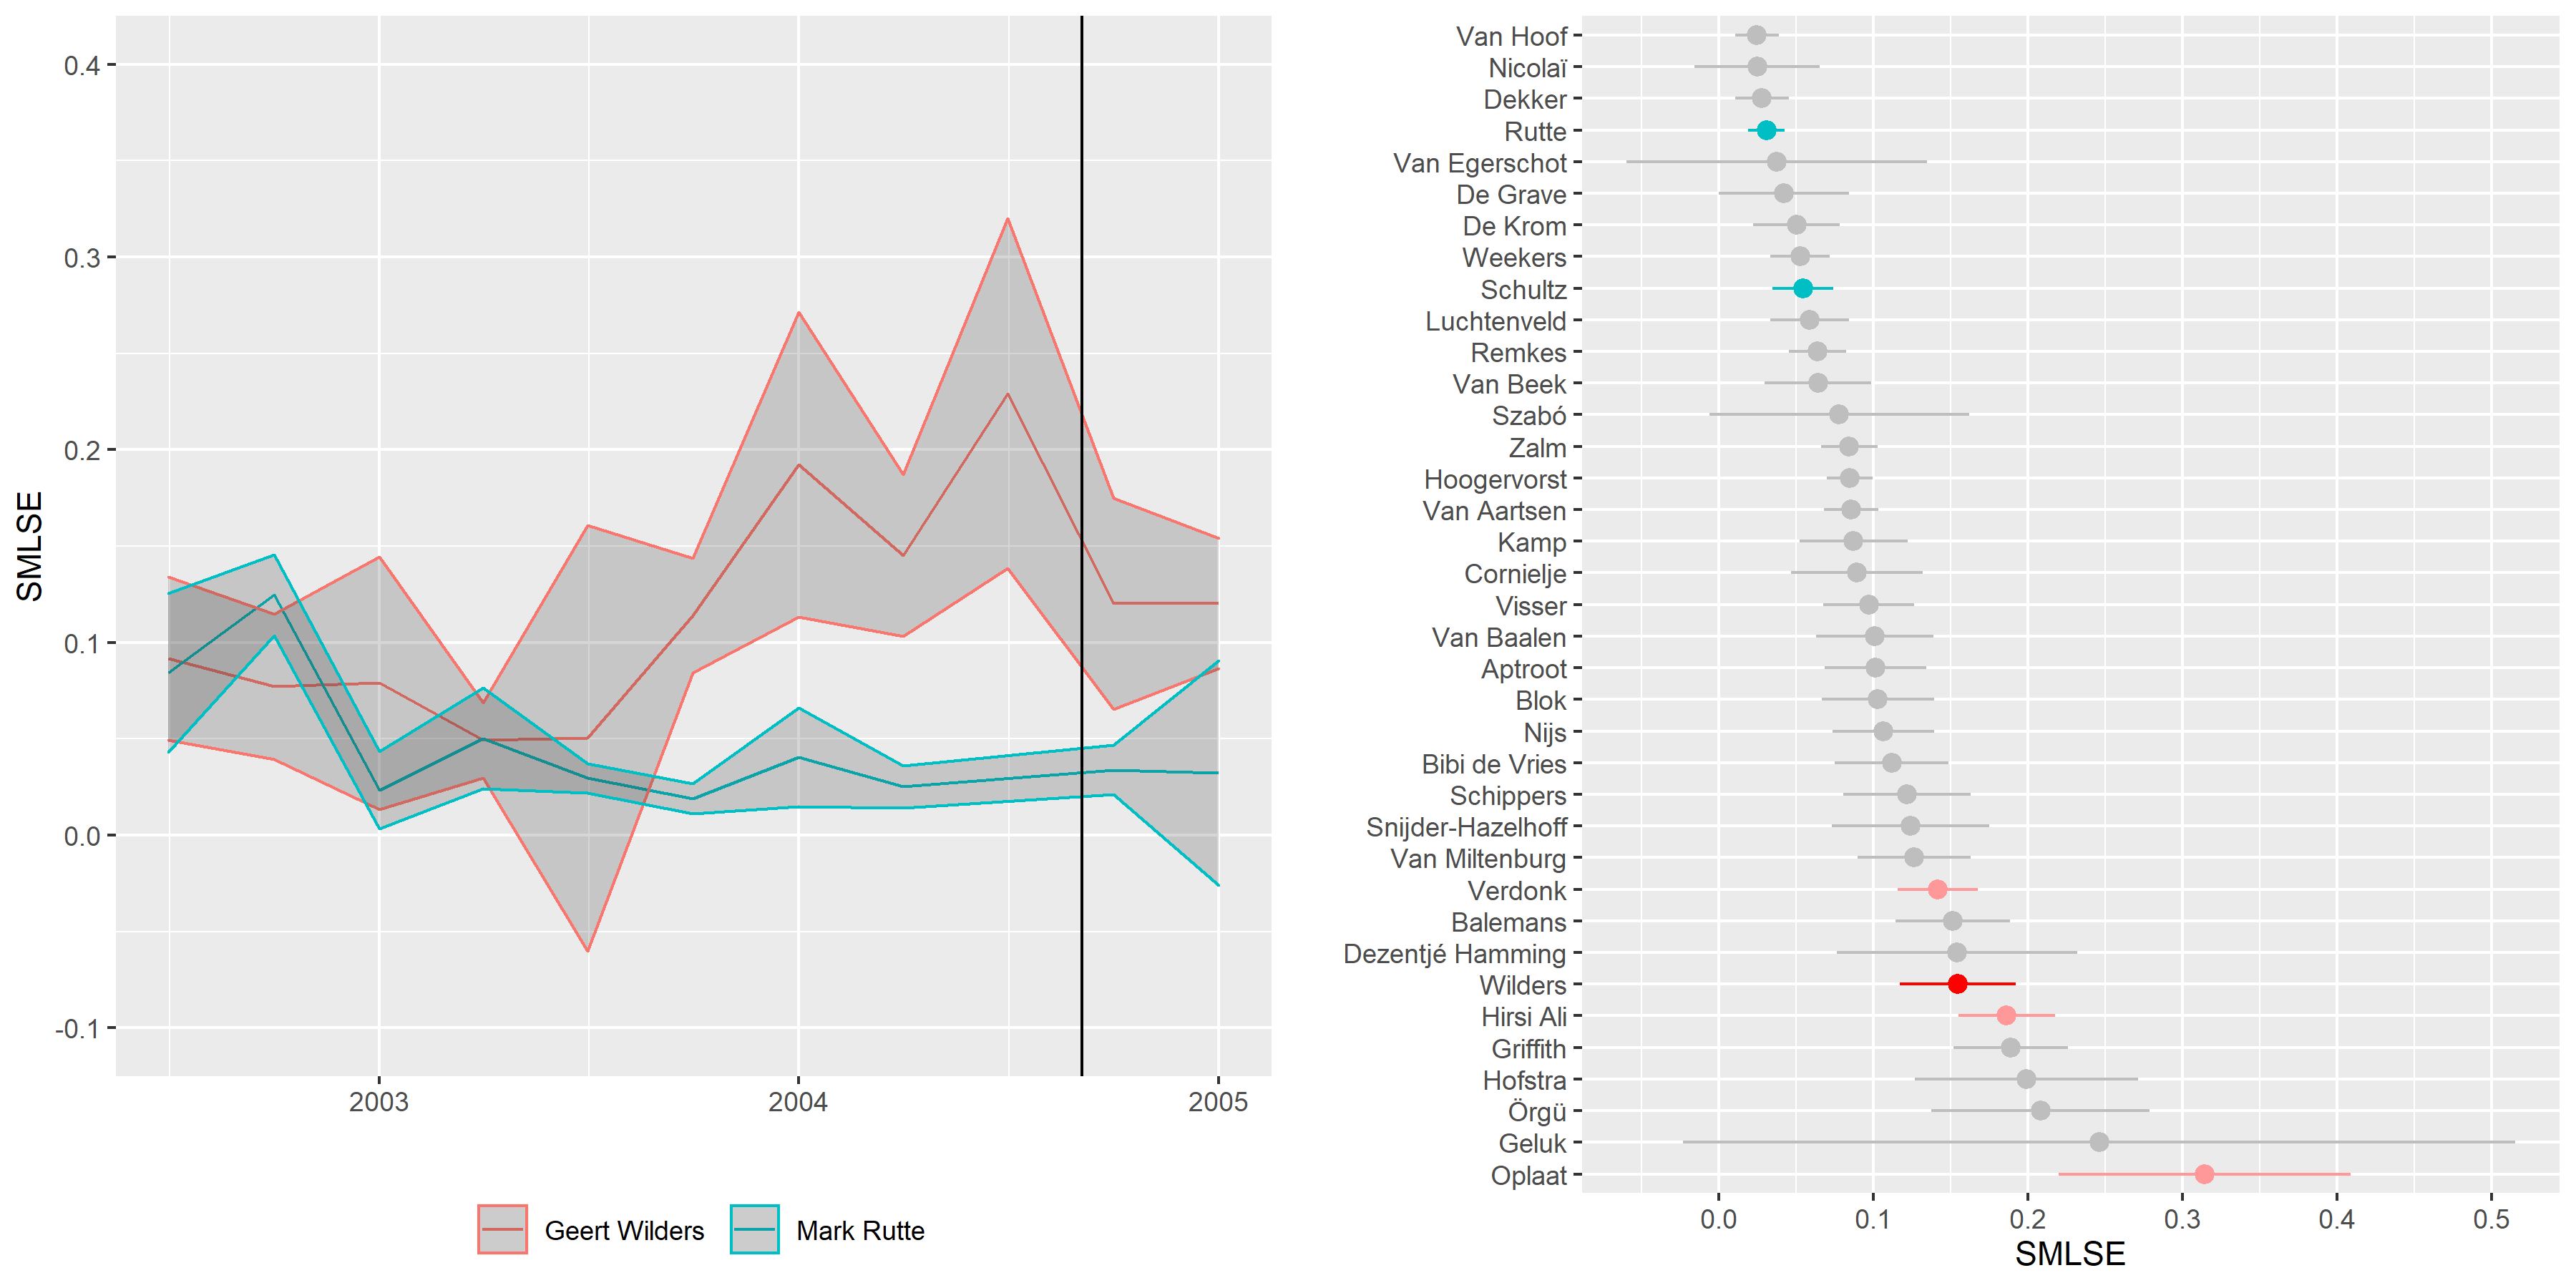 SMLSE
0.4
0.3
0.2
0.1
0.0
-0.1
2003
2004
2005
Geert Wilders
Mark Rutte
Van Hoof
Nicolaï
Dekker
Rutte
Van Egerschot
De Grave
De Krom
Weekers
Schultz
Luchtenveld
Remkes
Van Beek
Szabó
Zalm
Hoogervorst
Van Aartsen
Kamp
Cornielje
Visser
Van Baalen
Aptroot
Blok
Nijs
Bibi de Vries
Schippers
Snijder-Hazelhoff
Van Miltenburg
Verdonk
Balemans
Dezentjé Hamming
Wilders
Hirsi Ali
Griffith
Hofstra
Örgü
Geluk
Oplaat
0.0
0.1
0.2
0.3
0.4
0.5
SMLSE